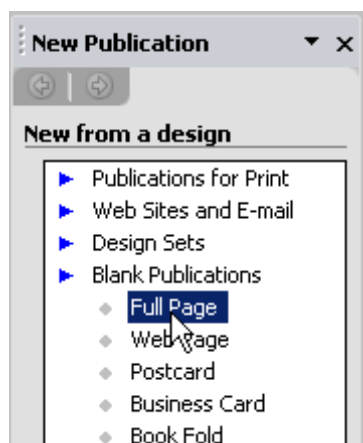 New Publication
New from a design
Publications for Print
Web Sites and E-mail
Design Sets
Blank Publications
Full Page
Web Page
Postcard
Business Card
Book Fold